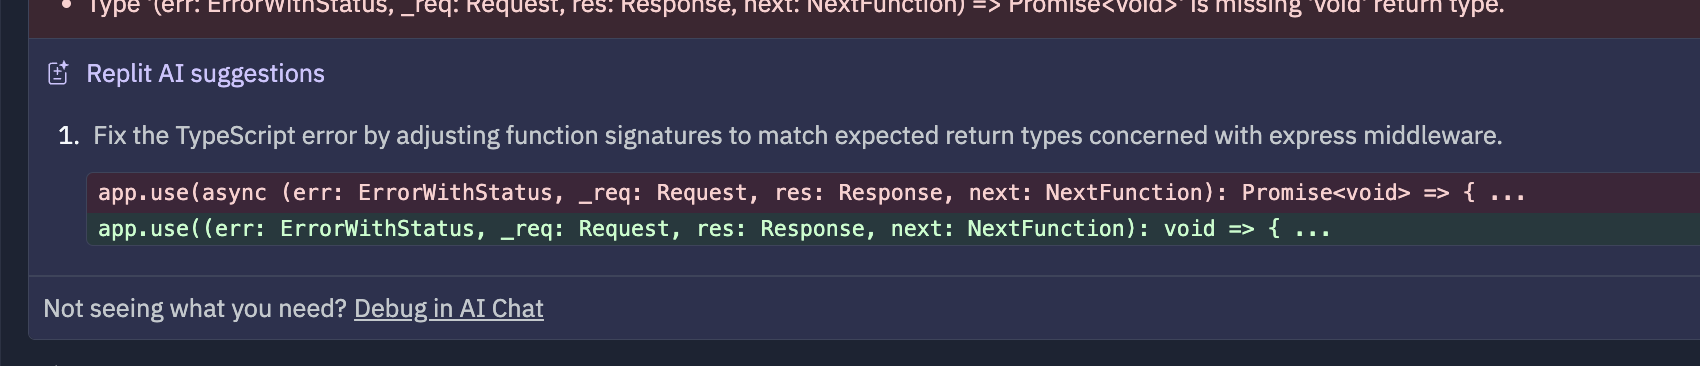 • Type '(err: ErrorWithStatus, _req: Request, res: Response, next: NextFunction) => Promise<void>' is missing 'void' return type.
Replit AI suggestions
1. Fix the TypeScript error by adjusting function signatures to match expected return types concerned with express middleware.
app.use(async (err: ErrorWithStatus, _req: Request, res: Response, next: NextFunction): Promise<void> => { ...
app.use((err: ErrorWithStatus, _req: Request, res: Response, next: NextFunction): void => { ...
Not seeing what you need? Debug in AI Chat